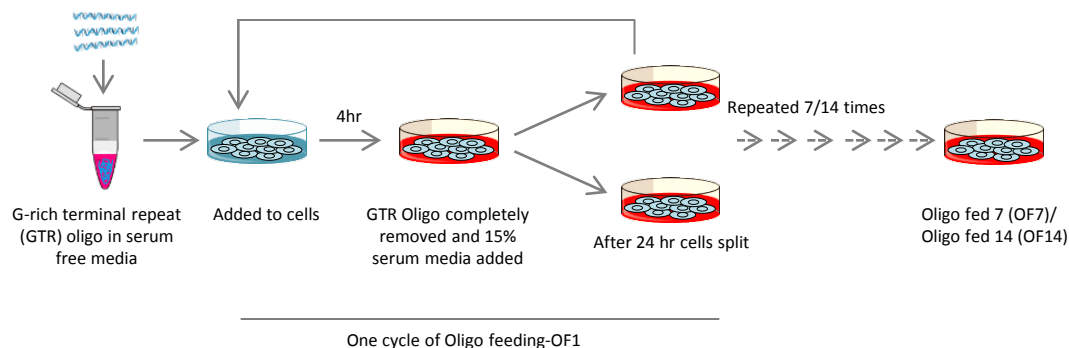 4hr
Repeated 7/14 times
G-rich terminal repeat
(GTR) oligo in serum
free media
Added to cells
GTR Oligo completely
removed and 15%
serum media added
After 24 hr cells split
Oligo fed 7 (OF7)/
Oligo fed 14 (OF14)
One cycle of Oligo feeding-OF1